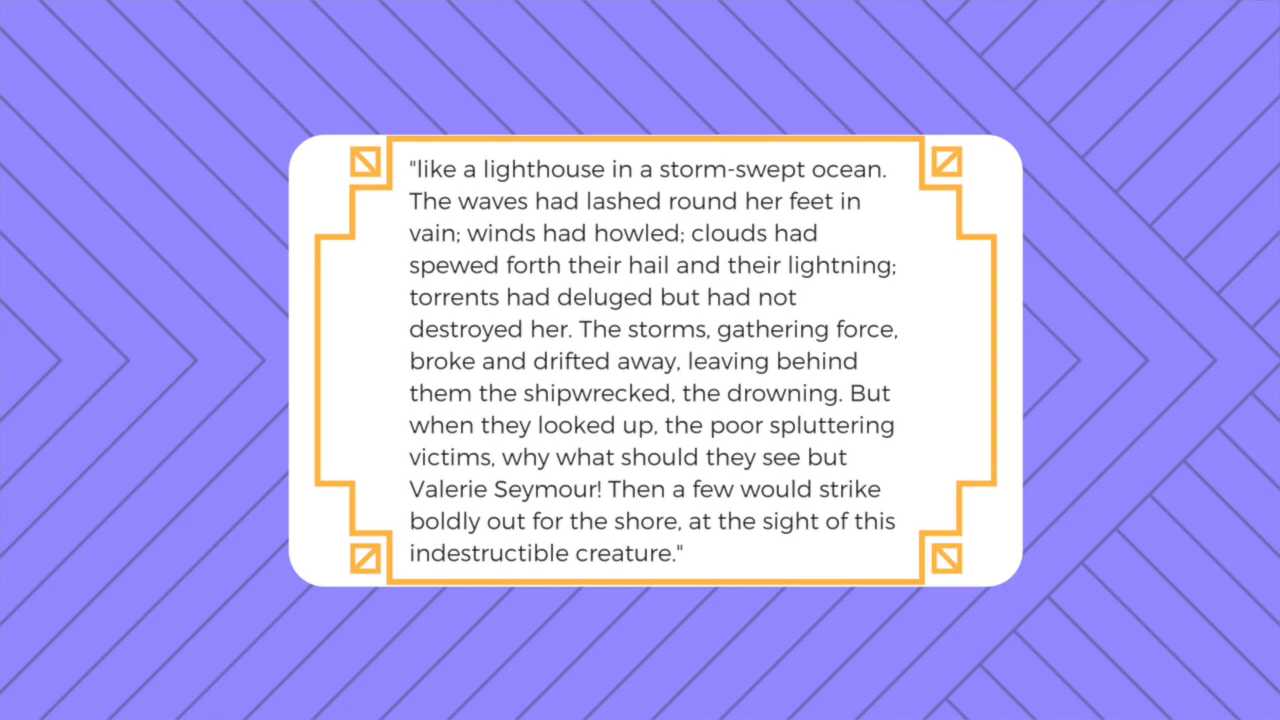 "like a lighthouse in a storm-swept ocean.
The waves had lashed round her feet in
vain; winds had howled; clouds had
spewed forth their hail and their lightning;
torrents had deluged but had not
destroyed her. The storms, gathering force,
broke and drifted away, leaving behind
them the shipwrecked, the drowning. But
when they looked up, the poor spluttering
victims, why what should they see but
Valerie Seymour! Then a few would strike
boldly out for the shore, at the sight of this
indestructible creature."